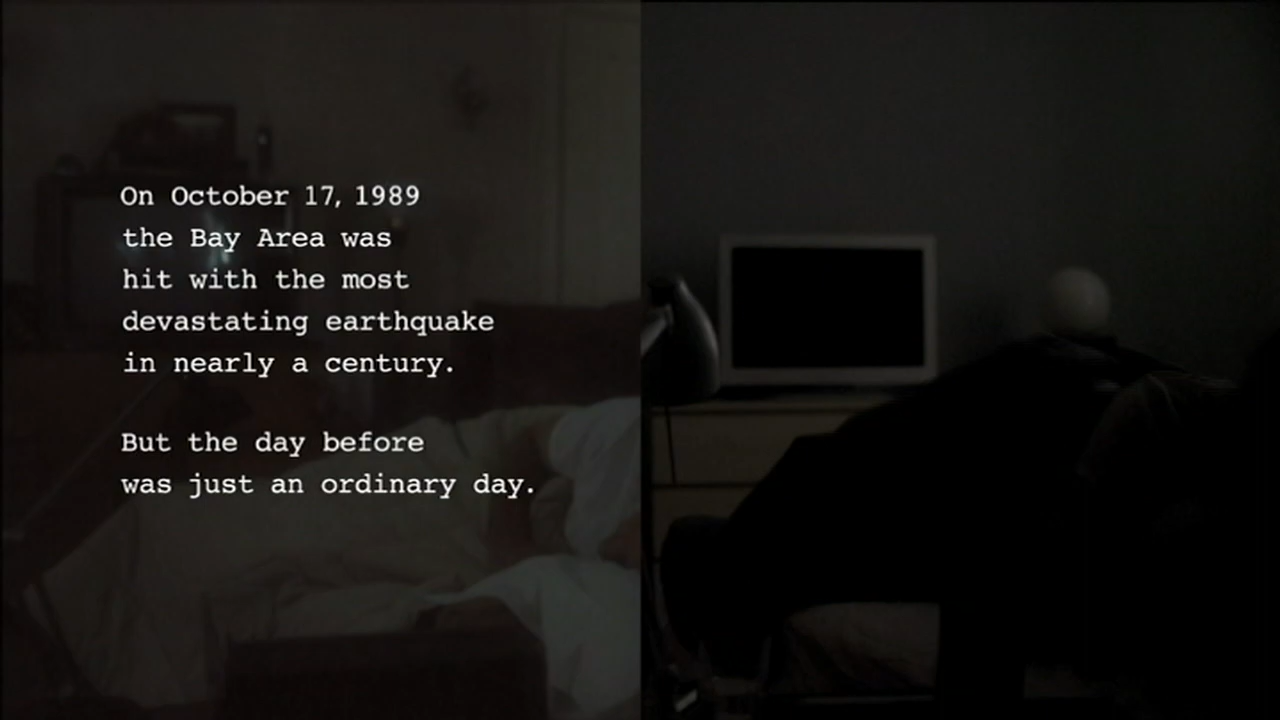 On October 17, 1989
the Bay Area was
hit with the most
devastating earthquake
in nearly a century.
But the day before
was just an ordinary day.